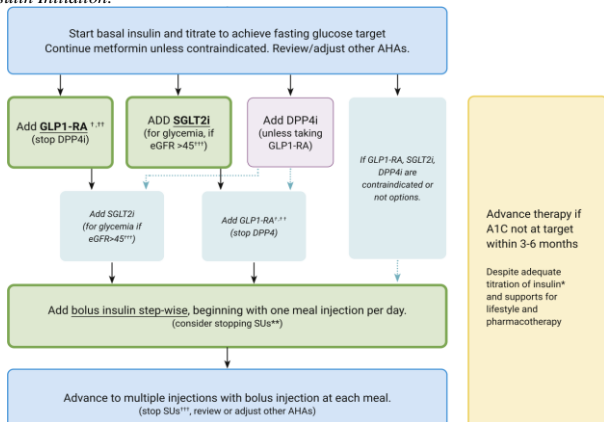 sulin Initiation.
Start basal insulin and titrate to achieve fasting glucose target
Continue metformin unless contraindicated. Review/adjust other AHAs.
Add GLP1-RA †,††
(stop DPP4i)
ADD SGLT2i
(for glycemia, if
eGFR >45†††)
Add DPP4i
(unless taking
GLP1-RA)
If GLP1-RA, SGLT2i,
DPP4i are
contraindicated or
not options.
Add SGLT2i
(for glycemia if
eGFR>45†††)
Add GLP1-RA†,††
(stop DPP4)
Add bolus insulin step-wise, beginning with one meal injection per day.
(consider stopping SUs**)
Advance to multiple injections with bolus injection at each meal.
(stop SUs†††, review or adjust other AHAs)
Advance therapy if
A1C not at target
within 3-6 months
Despite adequate
titration of insulin*
and supports for
lifestyle and
pharmacotherapy